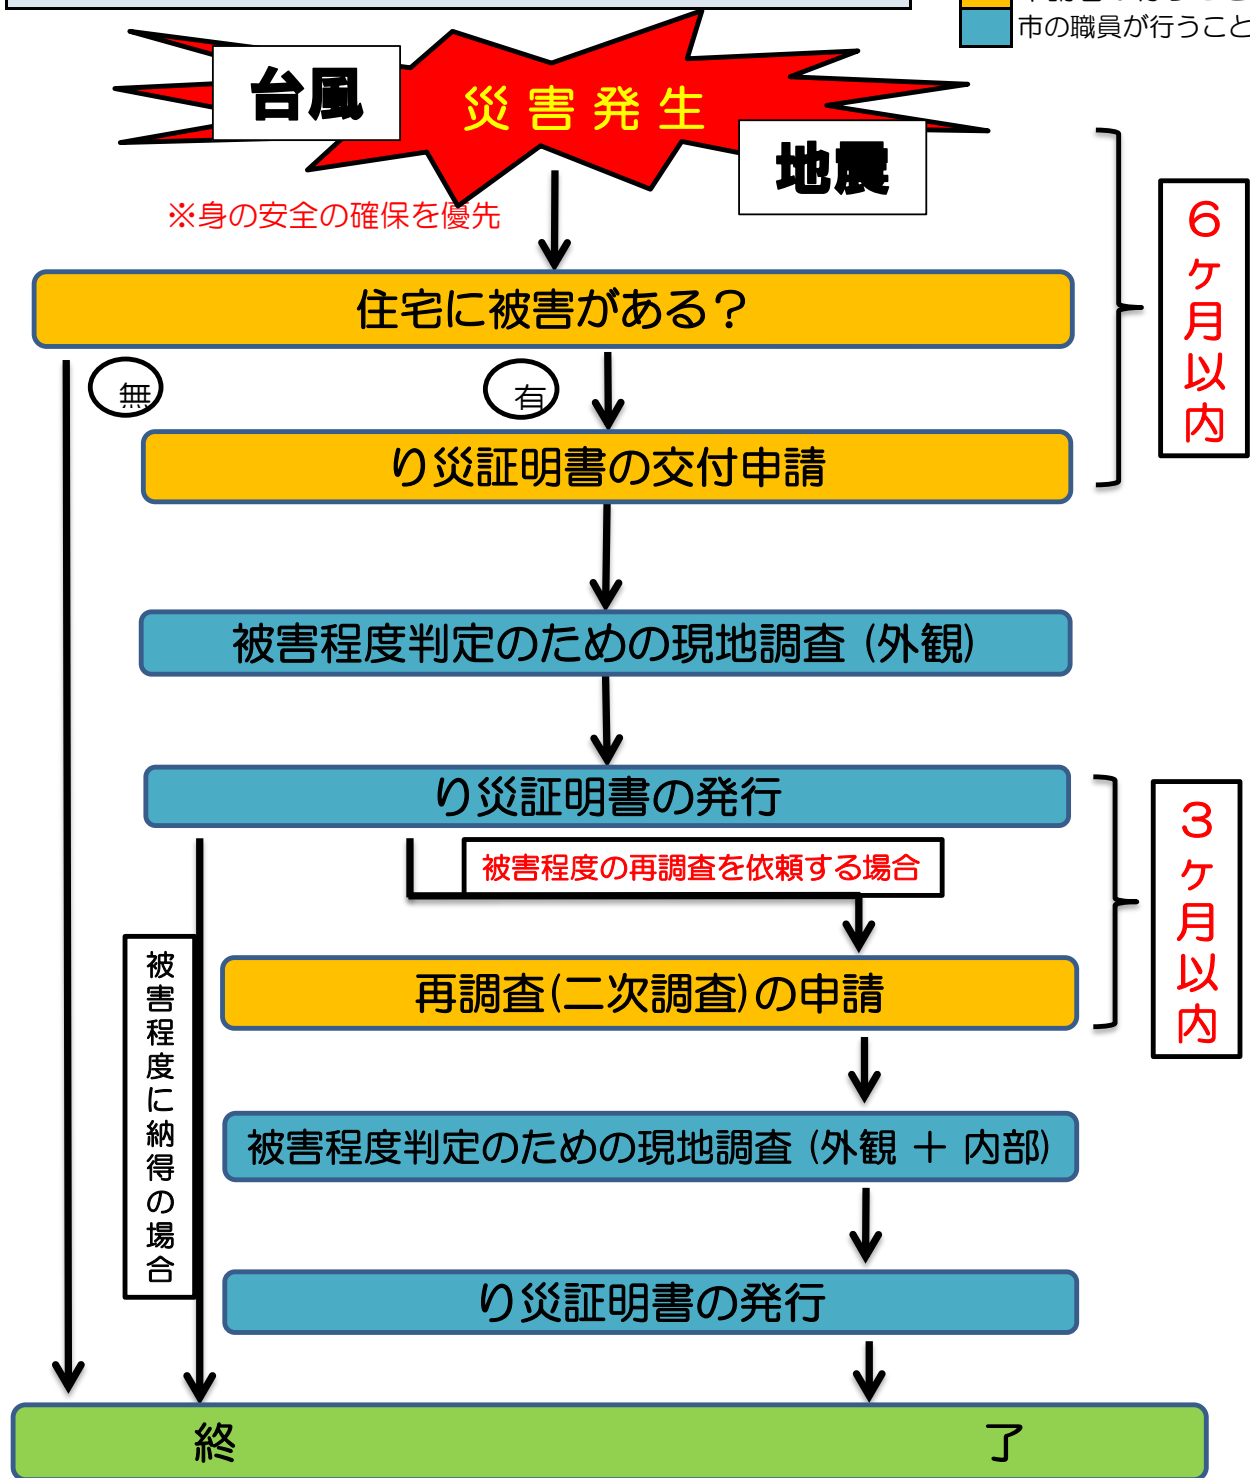 市の職員が行うこと
台風
災害発生
地震
※身の安全の確保を優先
6ヶ月以内
住宅に被害がある?
無
有
り災証明書の交付申請
被害程度判定のための現地調査(外観)
り災証明書の発行
3ヶ月以内
被害程度の再調査を依頼する場合
被害程度に納得の場合
再調査(二次調査)の申請
被害程度判定のための現地調査(外観 + 内部)
り災証明書の発行
終 了